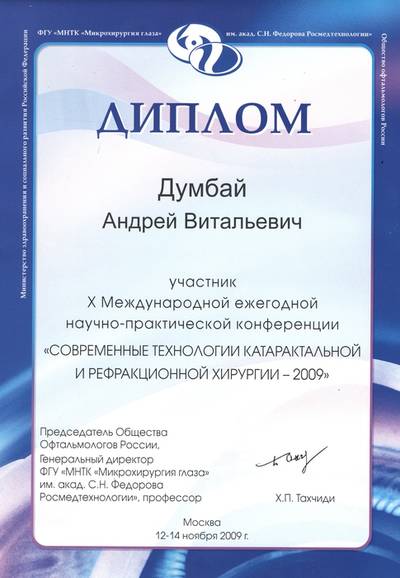 ФГУ «МНТК «Микрохирургия глаза» им. акад. С.Н. Федорова Росмедтехнологии»
Министерство здравоохранения и социального развития Российской Федерации
Общество офтальмологов России
ДИПЛОМ
Думбай
Андрей Витальевич
участник
X Международной ежегодной
научно-практической конференции
«СОВРЕМЕННЫЕ ТЕХНОЛОГИИ КАТАРАКТАЛЬНОЙ
И РЕФРАКЦИОННОЙ ХИРУРГИИ – 2009»
Председатель Общества
Офтальмологов России,
Генеральный директор
ФГУ «МНТК «Микрохирургия глаза»
им. акад. С.Н. Федорова
Росмедтехнологии», профессор
Х.П. Тахчиди
Москва
12-14 ноября 2009 г.